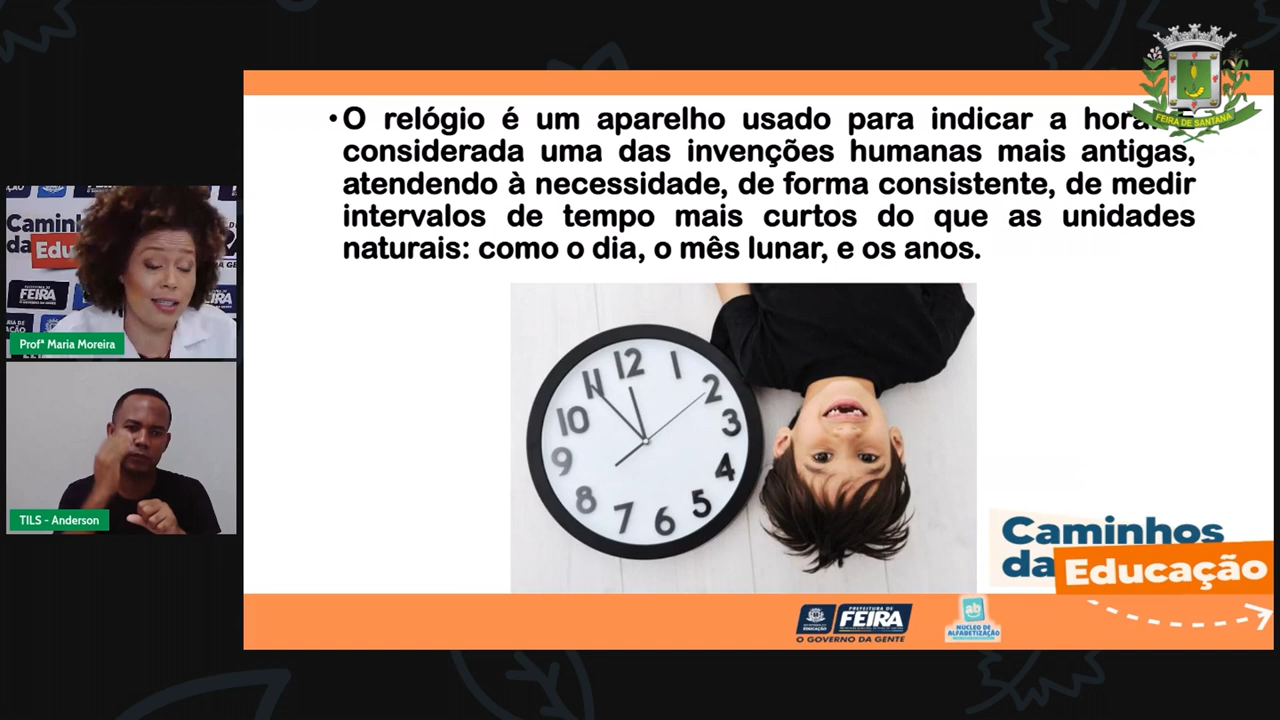 FEIRA DE SANTANA
• O relógio é um aparelho usado para indicar a hora
considerada uma das invenções humanas mais antigas,
atendendo à necessidade, de forma consistente, de medir
intervalos de tempo mais curtos do que as unidades
naturais: como o dia, o mês lunar, e os anos.
12
1
2
3
4
5
6
7
8
9
10
11
Caminhos
da Educação
PREFEITURA DE
FEIRA
EDUCAÇÃO
O GOVERNO DA GENTE
ab
NÚCLEO DE
ALFABETIZAÇÃO
Caminh
da Edu
FEIRA
Profª Maria Moreira
TILS - Anderson